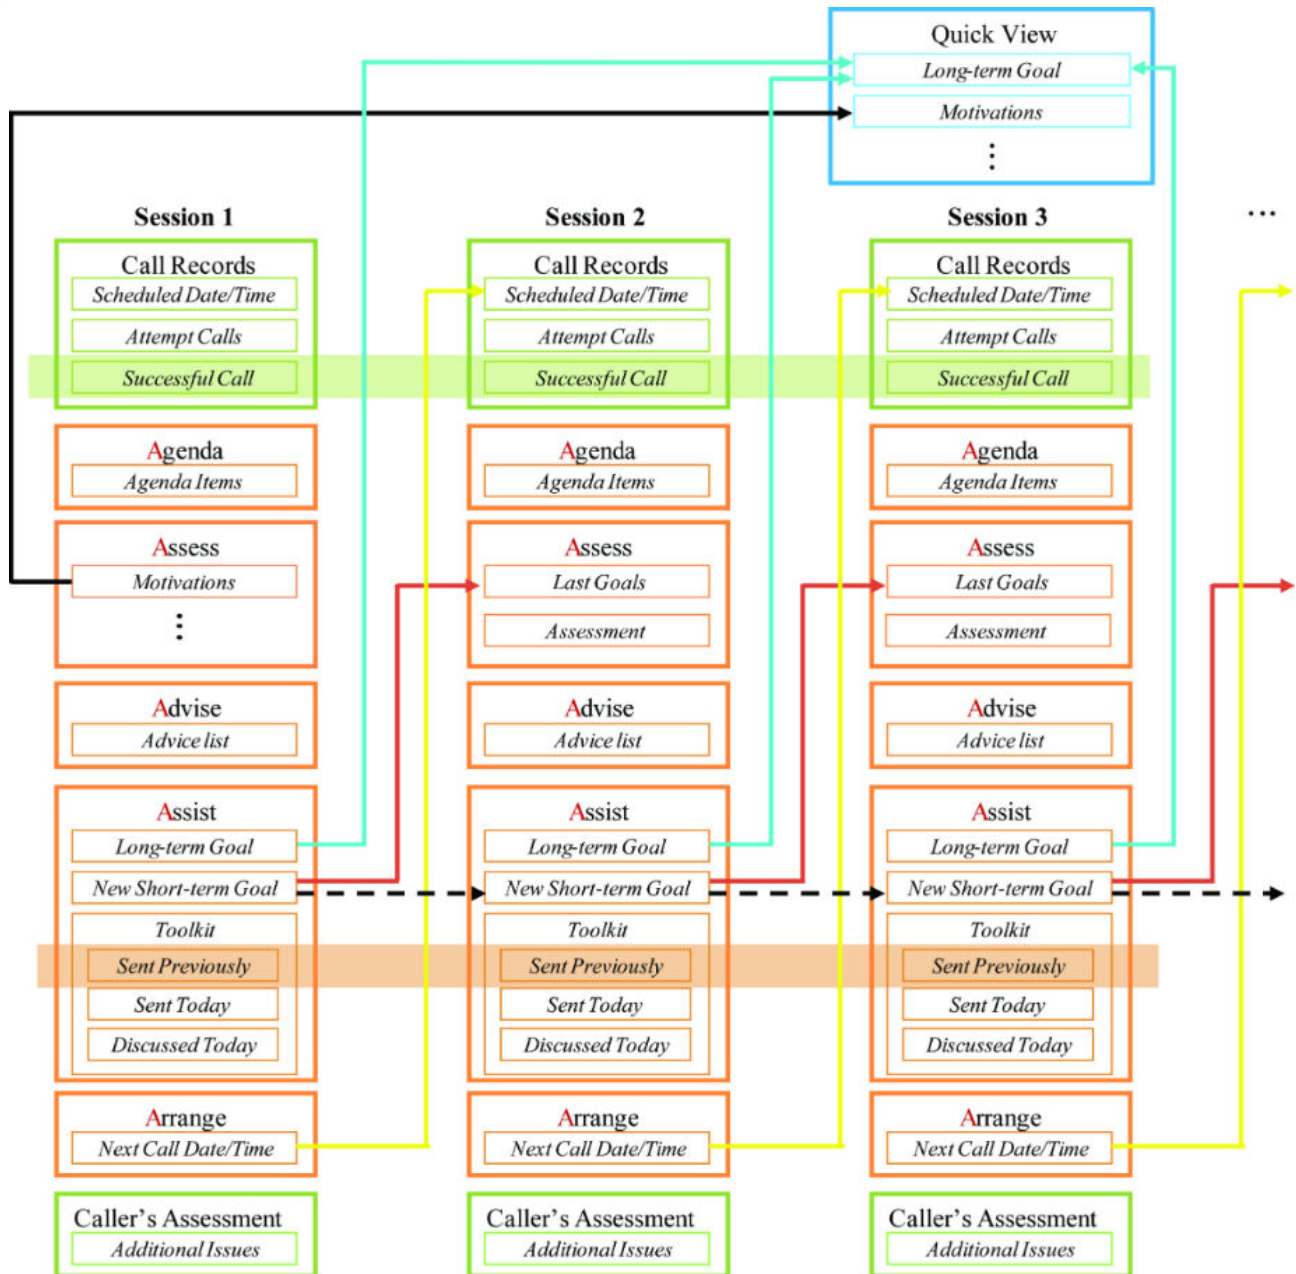 Quick View
Long-term Goal
Motivations
⋮
Session 1
Call Records
Scheduled Date/Time
Attempt Calls
Successful Call
Agenda
Agenda Items
Assess
Motivations
⋮
Advise
Advice list
Assist
Long-term Goal
New Short-term Goal
Toolkit
Sent Previously
Sent Today
Discussed Today
Arrange
Next Call Date/Time
Caller's Assessment
Additional Issues
Session 2
Call Records
Scheduled Date/Time
Attempt Calls
Successful Call
Agenda
Agenda Items
Assess
Last Goals
Assessment
Advise
Advice list
Assist
Long-term Goal
New Short-term Goal
Toolkit
Sent Previously
Sent Today
Discussed Today
Arrange
Next Call Date/Time
Caller's Assessment
Additional Issues
Session 3
Call Records
Scheduled Date/Time
Attempt Calls
Successful Call
Agenda
Agenda Items
Assess
Last Goals
Assessment
Advise
Advice list
Assist
Long-term Goal
New Short-term Goal
Toolkit
Sent Previously
Sent Today
Discussed Today
Arrange
Next Call Date/Time
Caller's Assessment
Additional Issues
...